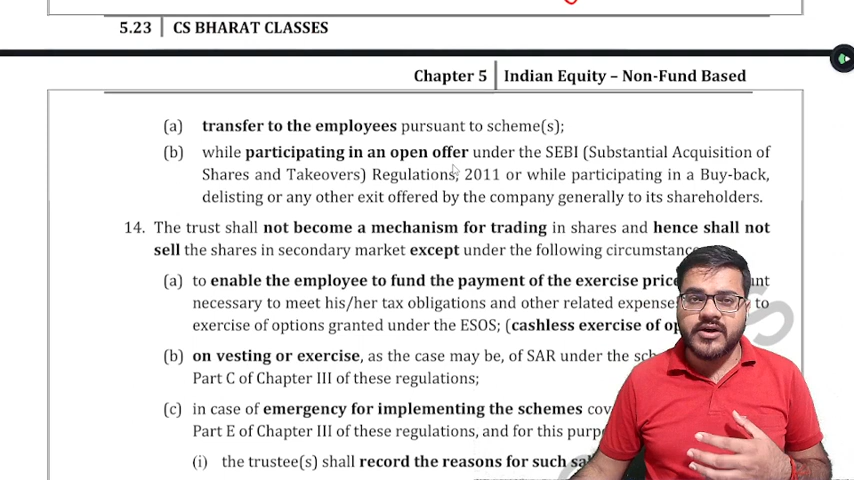 5.23 CS BHARAT CLASSES
Chapter 5 Indian Equity – Non-Fund Based
(a) transfer to the employees pursuant to scheme(s);
(b) while participating in an open offer under the SEBI (Substantial Acquisition of
Shares and Takeovers) Regulations, 2011 or while participating in a Buy-back,
delisting or any other exit offered by the company generally to its shareholders.
14. The trust shall not become a mechanism for trading in shares and hence shall not
sell the shares in secondary market except under the following
(a) to enable the employee to fund the payment of the exercise price
necessary to meet his/her tax obligations and other related to
exercise of options granted under the ESOS; (cashless exercise of
(b) on vesting or exercise, as the case may be, of SAR under the
Part C of Chapter III of these regulations;
(c) in case of emergency for implementing the schemes
Part E of Chapter III of these regulations, and for this
(i) the trustee(s) shall record the reasons for such